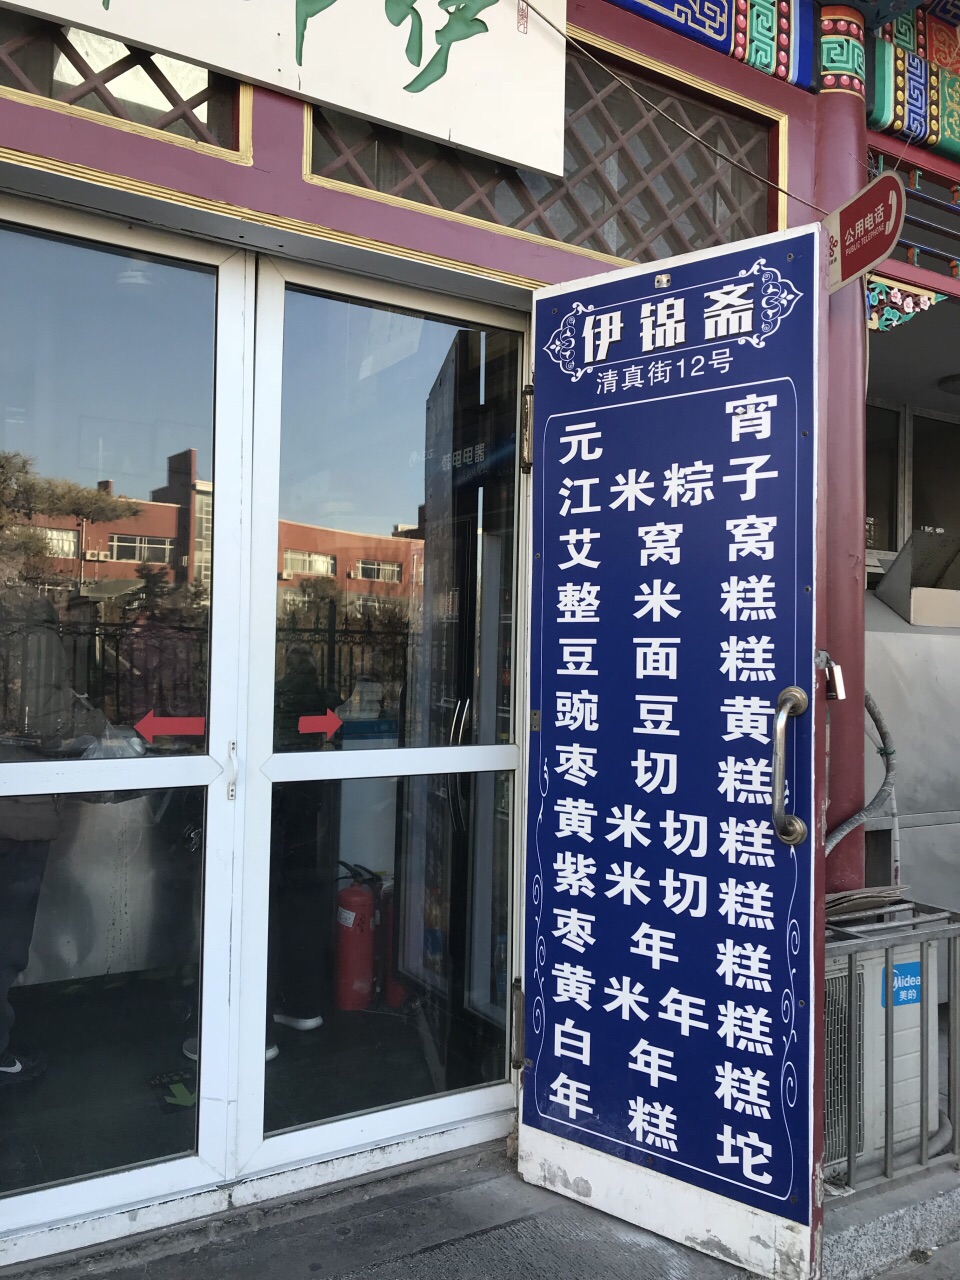 伊
公用电话
PUBLIC TELEPHONE
伊锦斋
清真街12号
元宵
江米粽子
艾窝窝
整米糕
豆面糕
豌豆黄
枣切糕
黄米切糕
紫米切糕
枣年糕
黄米年糕
白年糕
年糕坨
Midea
美的